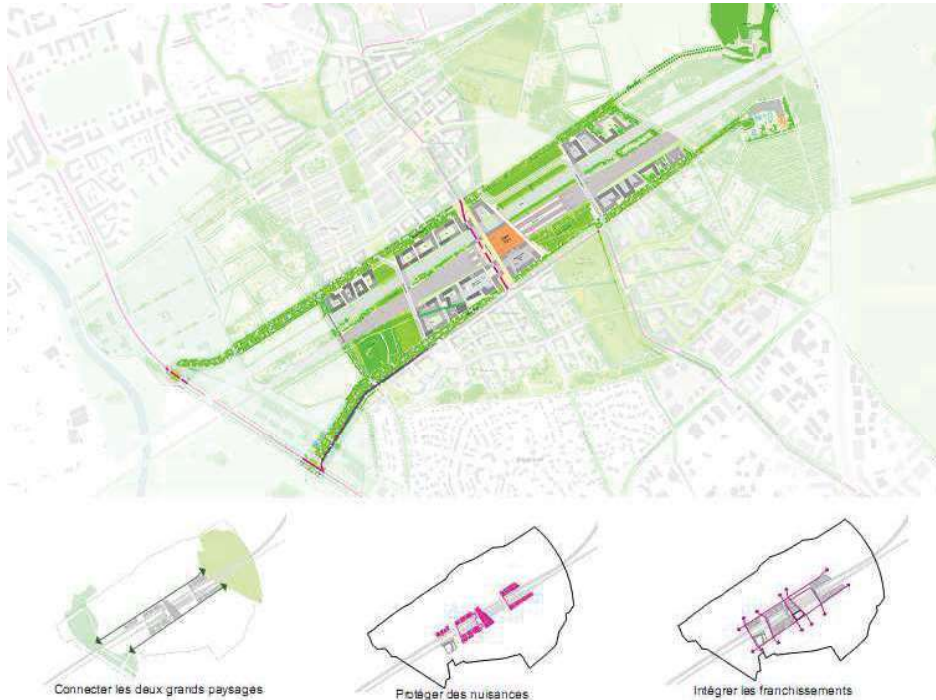 Connecter les deux grands paysages
Protéger des nuisances
Intégrer les franchissements